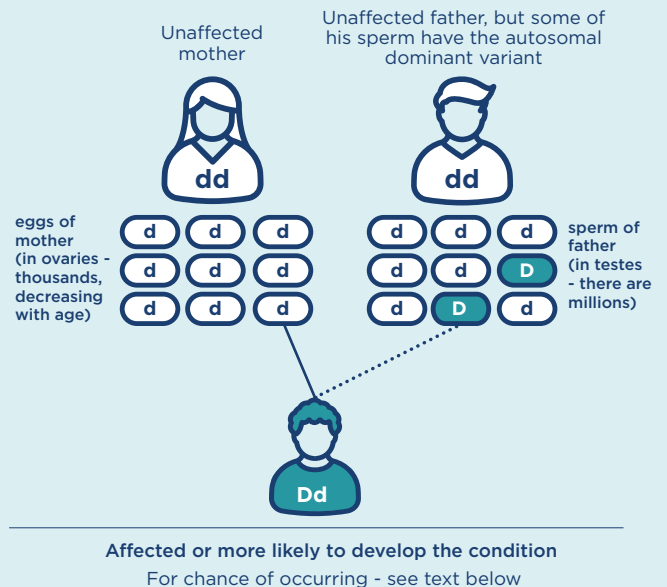 Unaffected
mother
Unaffected father, but some of
his sperm have the autosomal
dominant variant
dd
dd
eggs of
mother
(in ovaries -
thousands,
decreasing
with age)
d d d
d d d
d d d
d d d
d d D
d D d
sperm of
father
(in testes
- there are
millions)
Dd
Affected or more likely to develop the condition
For chance of occurring - see text below